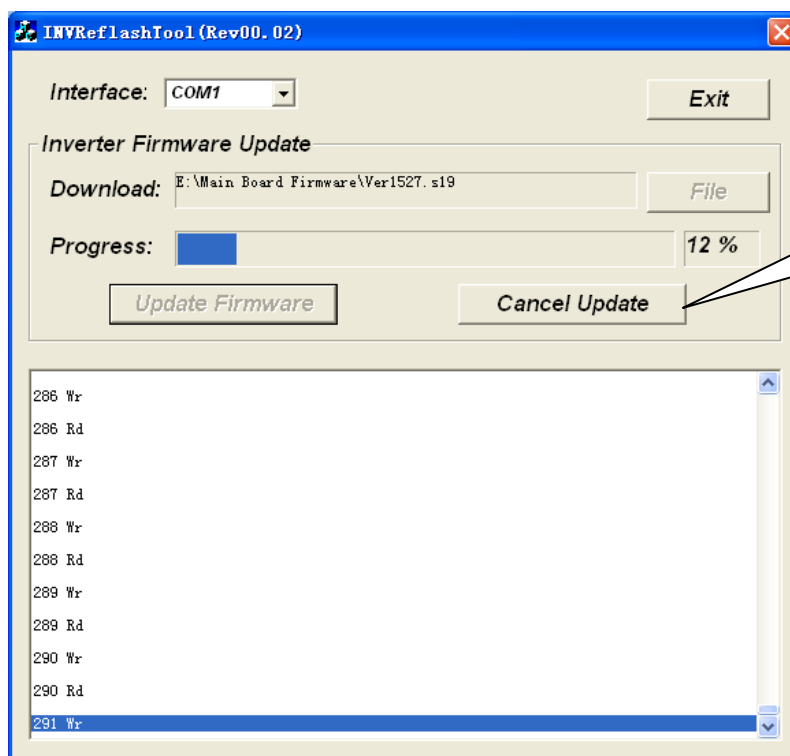 INVReflashTool(Rev00.02)
Interface: COM1
Exit
Inverter Firmware Update
Download: E:\Main Board Firmware\Ver1527.s19
File
Progress: 12 %
Update Firmware Cancel Update
286 Wr
286 Rd
287 Wr
287 Rd
288 Wr
288 Rd
289 Wr
289 Rd
290 Wr
290 Rd
291 Wr